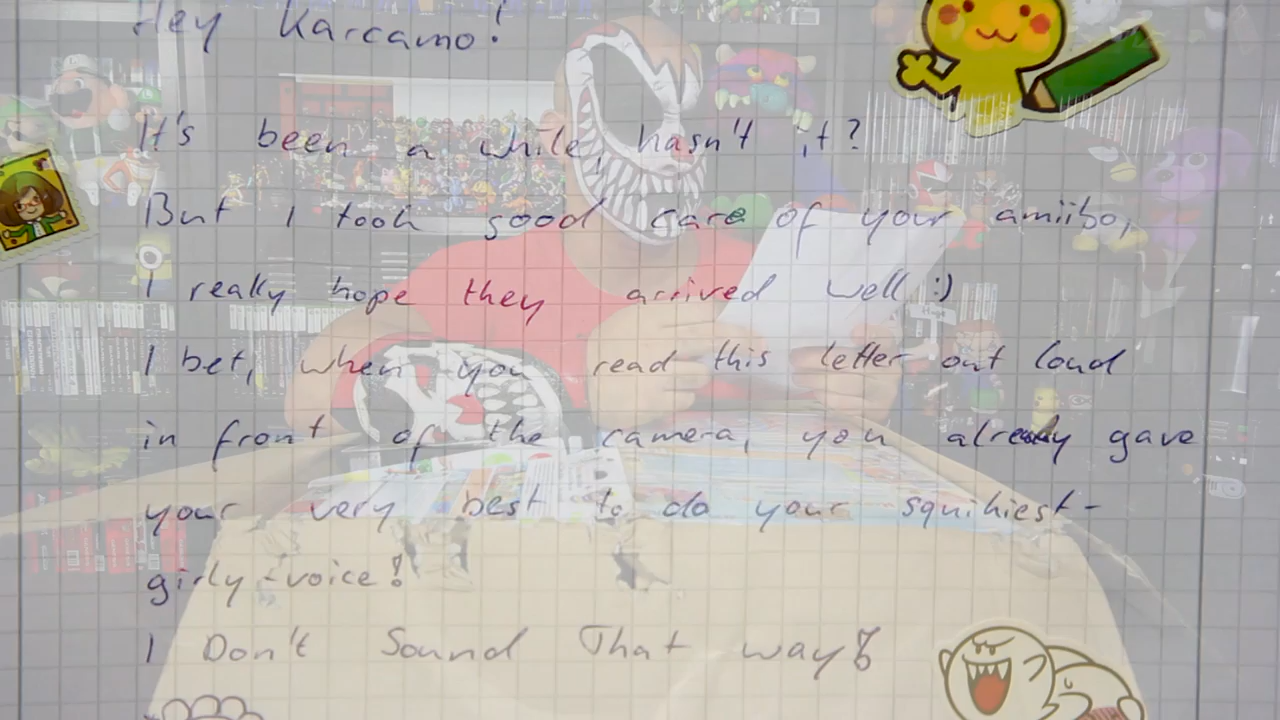 Hey Karcamo!
It's been a while, hasn't it?
But I took good care of your amiibo,
I really hope they arrived well :)
I bet, when you read this letter out loud
in front of the camera, you already gave
your very best to do your squikiest-
girly-voice!
I Don't Sound That way!